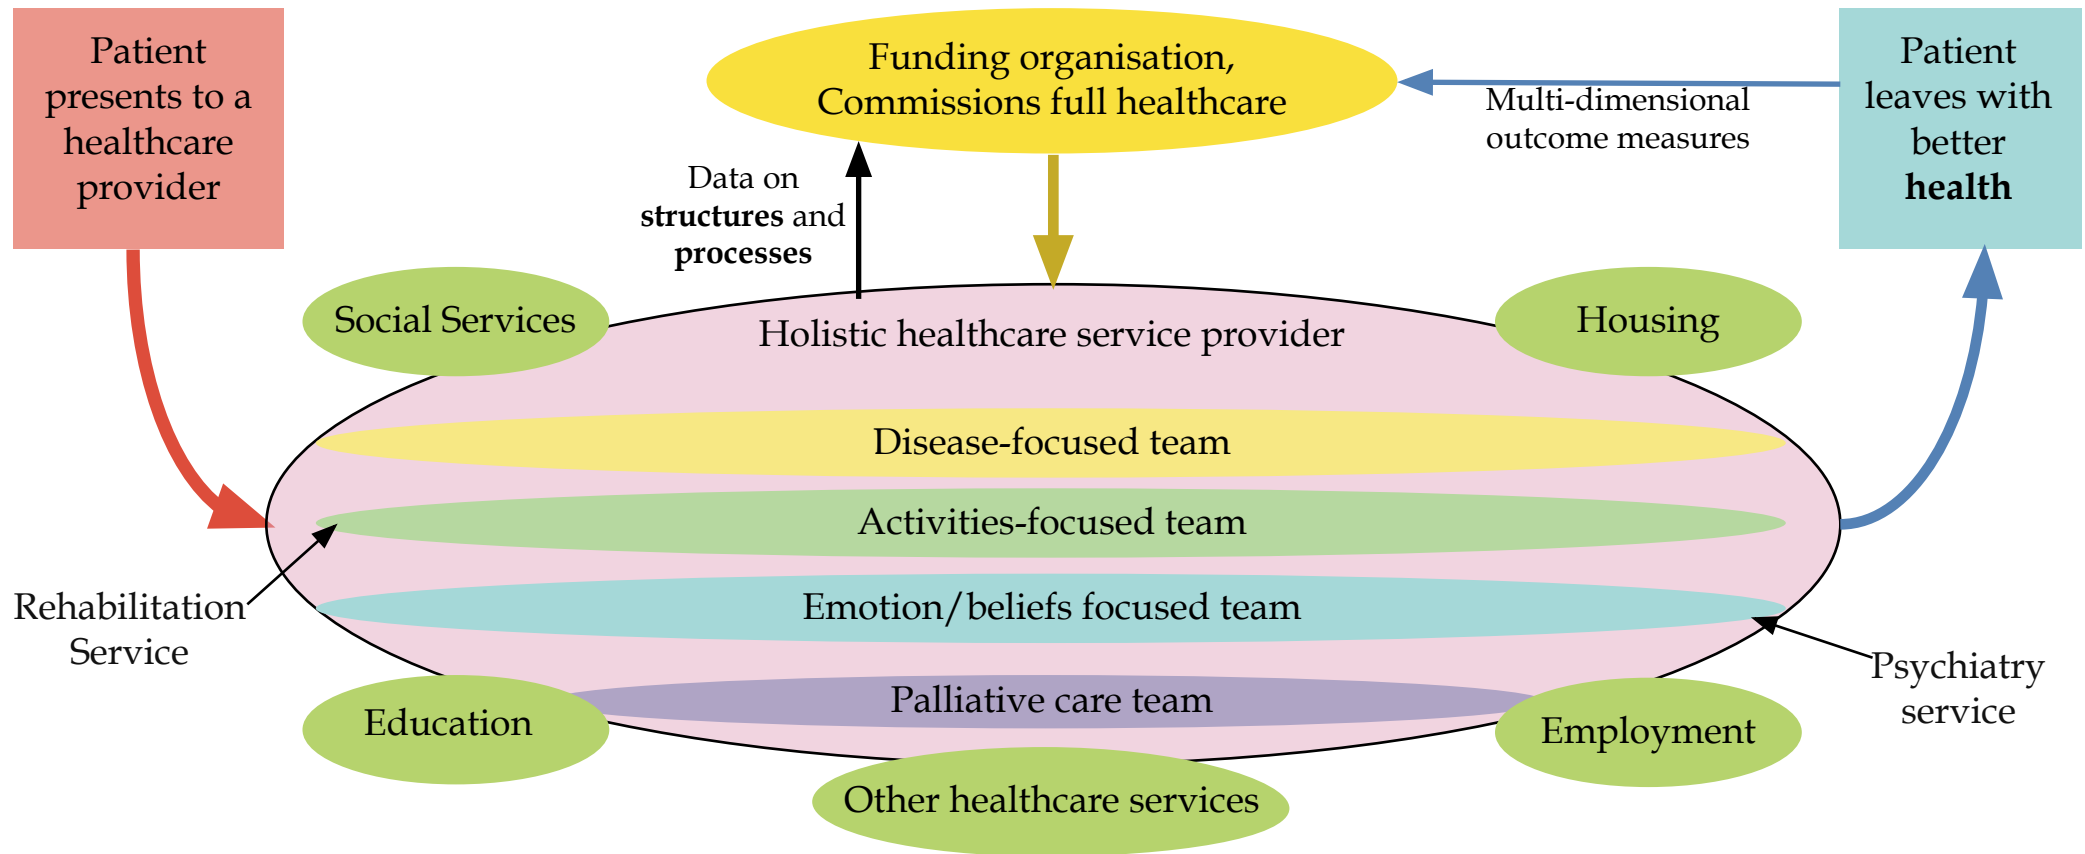 Patient
presents to a
healthcare
provider
Funding organisation,
Commissions full healthcare
Multi-dimensional
outcome measures
Patient
leaves with
better
health
Data on
structures and
processes
Social Services
Holistic healthcare service provider
Housing
Disease-focused team
Activities-focused team
Rehabilitation
Service
Emotion/beliefs focused team
Psychiatry
service
Palliative care team
Education
Employment
Other healthcare services